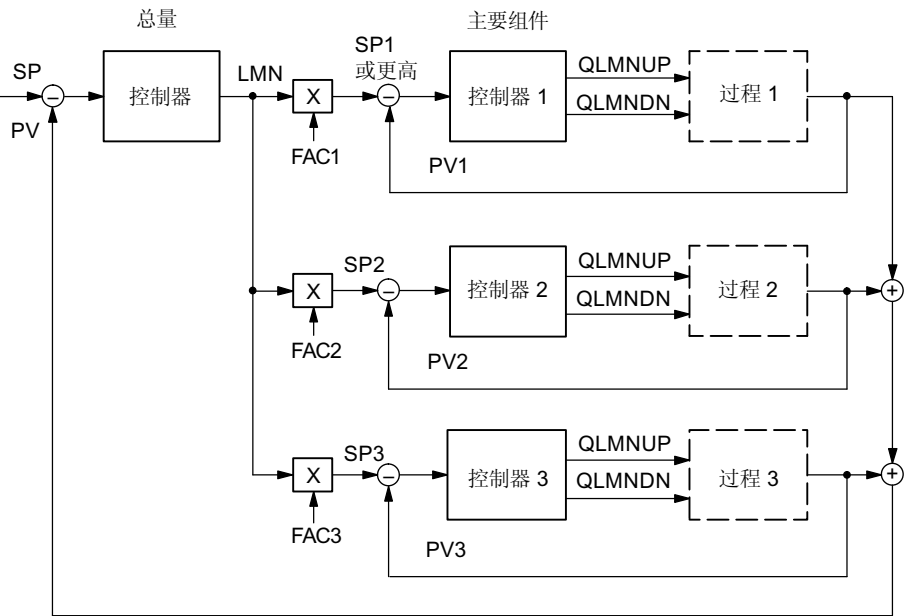 总量
主要组件
SP
PV
控制器
LMN
X
FAC1
SP1
或更高
控制器 1
QLMNUP
QLMNDN
过程 1
PV1
X
FAC2
SP2
控制器 2
QLMNUP
QLMNDN
过程 2
PV2
X
FAC3
SP3
控制器 3
QLMNUP
QLMNDN
过程 3
PV3